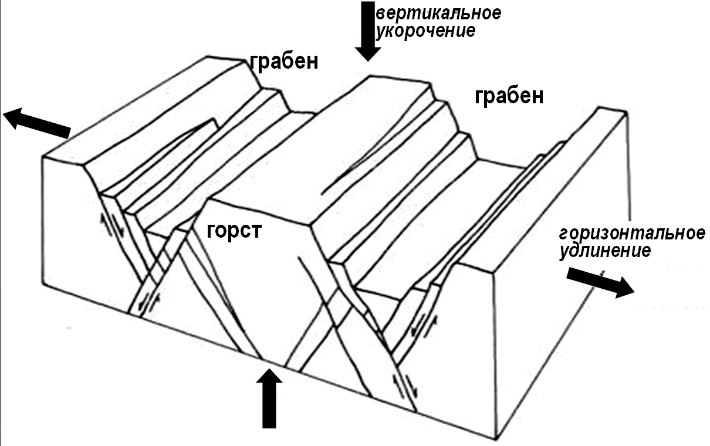 вертикальное
укорочение
грабен
грабен
горст
горизонтальное
удлинение